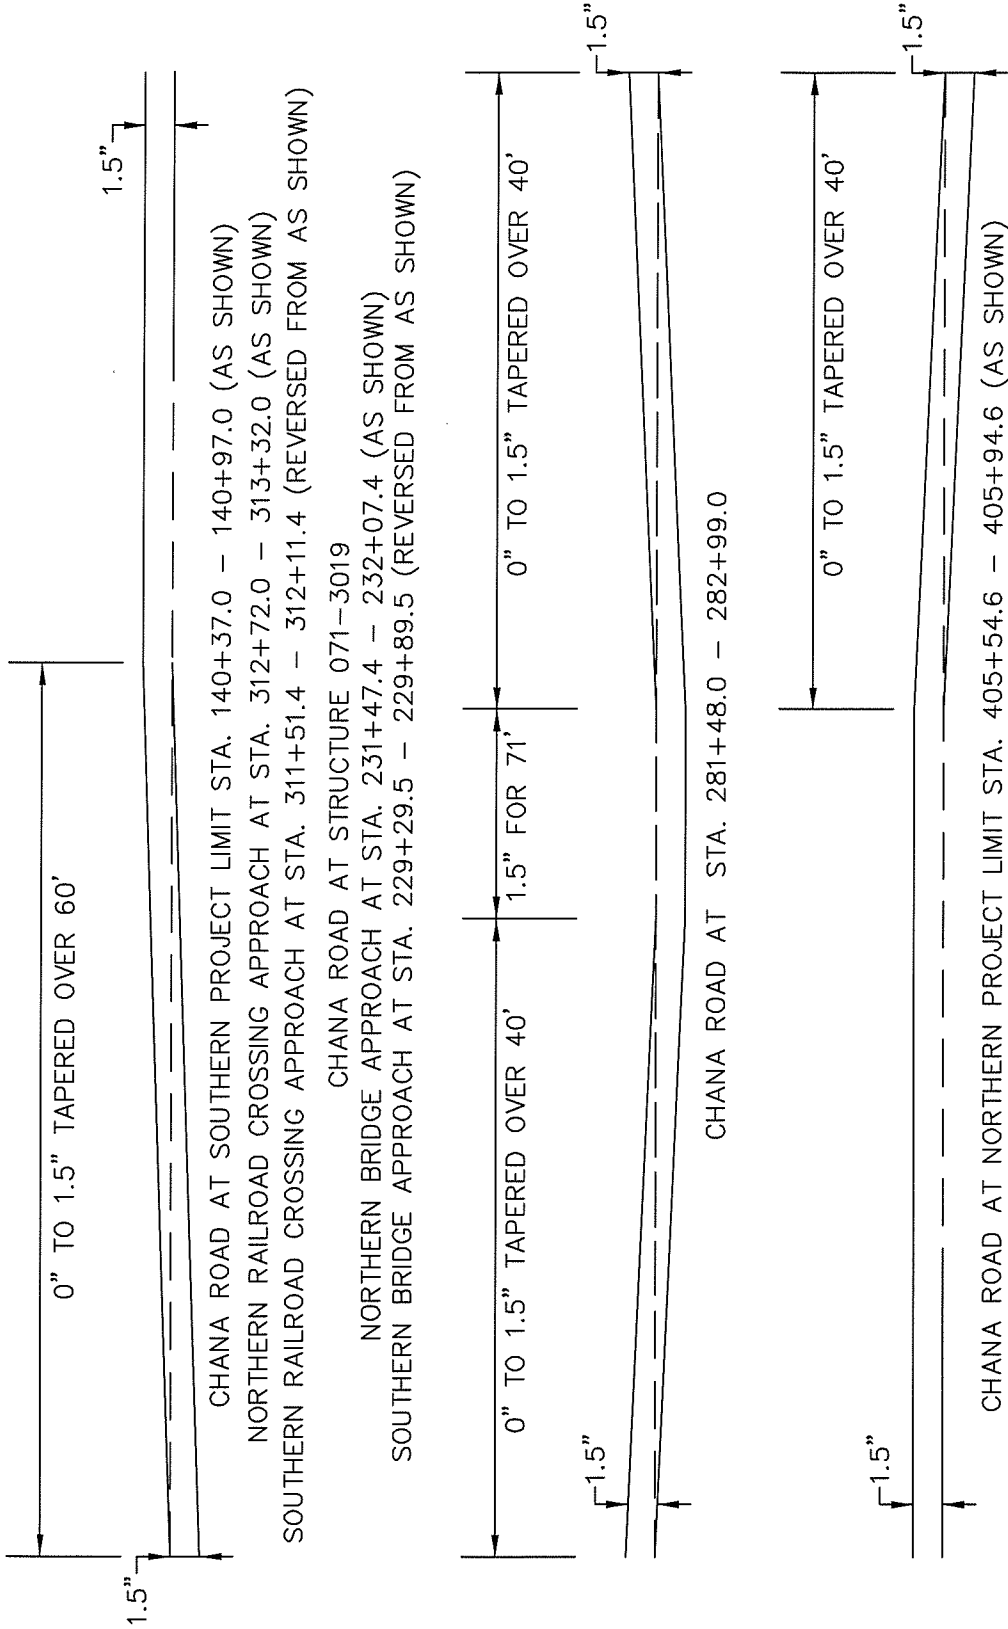 0" TO 1.5" TAPERED OVER 60'
1.5"
1.5"
CHANA ROAD AT SOUTHERN PROJECT LIMIT STA. 140+37.0 – 140+97.0 (AS SHOWN)
NORTHERN RAILROAD CROSSING APPROACH AT STA. 312+72.0 – 313+32.0 (AS SHOWN)
SOUTHERN RAILROAD CROSSING APPROACH AT STA. 311+51.4 – 312+11.4 (REVERSED FROM AS SHOWN)
CHANA ROAD AT STRUCTURE 071–3019
NORTHERN BRIDGE APPROACH AT STA. 231+47.4 – 232+07.4 (AS SHOWN)
SOUTHERN BRIDGE APPROACH AT STA. 229+29.5 – 229+89.5 (REVERSED FROM AS SHOWN)
0" TO 1.5" TAPERED OVER 40'
1.5" FOR 71'
0" TO 1.5" TAPERED OVER 40'
1.5"
1.5"
CHANA ROAD AT STA. 281+48.0 – 282+99.0
0" TO 1.5" TAPERED OVER 40'
1.5"
1.5"
CHANA ROAD AT NORTHERN PROJECT LIMIT STA. 405+54.6 – 405+94.6 (AS SHOWN)